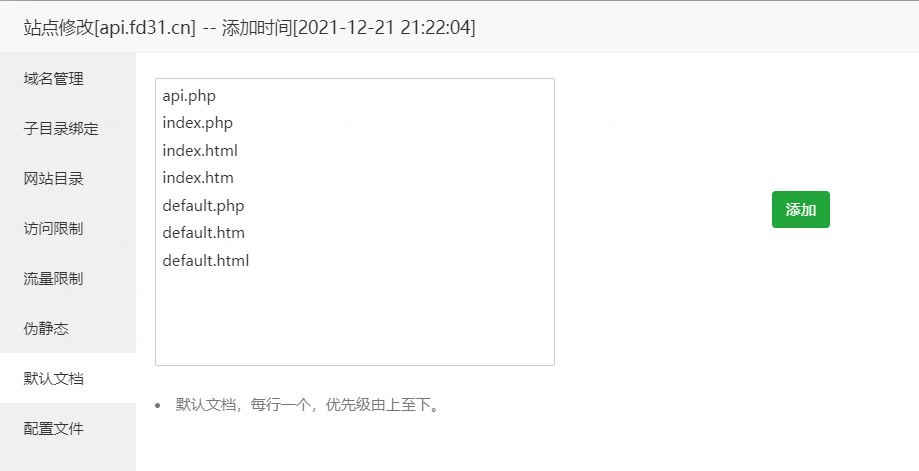 站点修改[api.fd31.cn] -- 添加时间[2021-12-21 21:22:04]
域名管理
子目录绑定
网站目录
访问限制
流量限制
伪静态
默认文档
配置文件
api.php
index.php
index.html
index.htm
default.php
default.htm
default.html
添加
默认文档，每行一个，优先级由上至下。